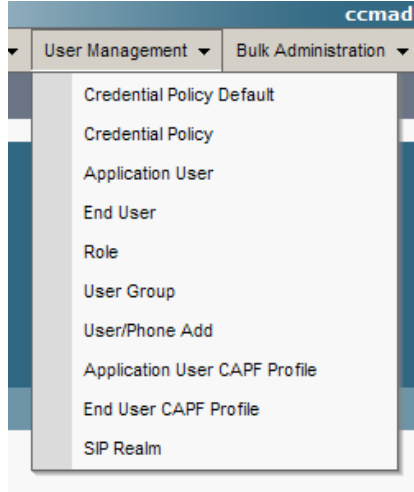 ccmad
User Management Bulk Administration
Credential Policy Default
Credential Policy
Application User
End User
Role
User Group
User/Phone Add
Application User CAPF Profile
End User CAPF Profile
SIP Realm